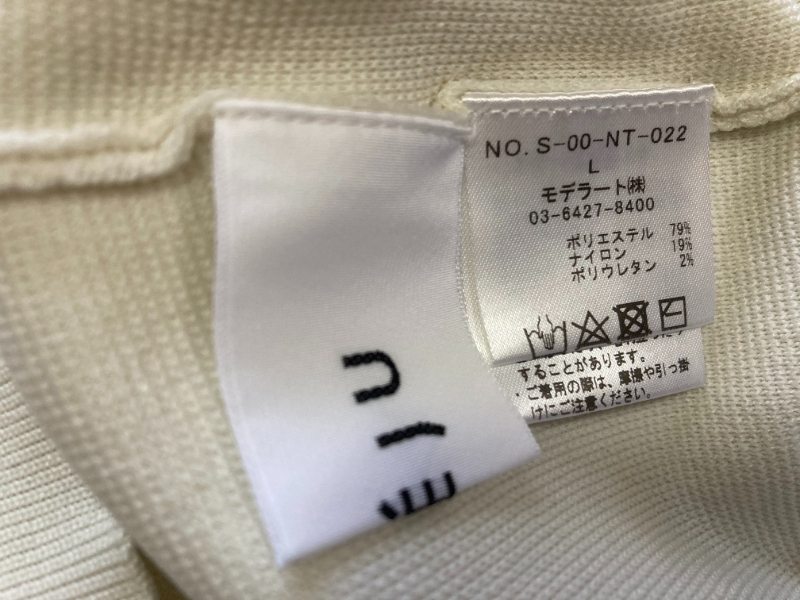 NO. S-00-NT-022
L
モデラート㈱
03-6427-8400
ポリエステル 79%
ナイロン 19%
ポリウレタン 2%
することがあります。
・ご着用の際は、摩擦や引っ掛
けにご注意ください。